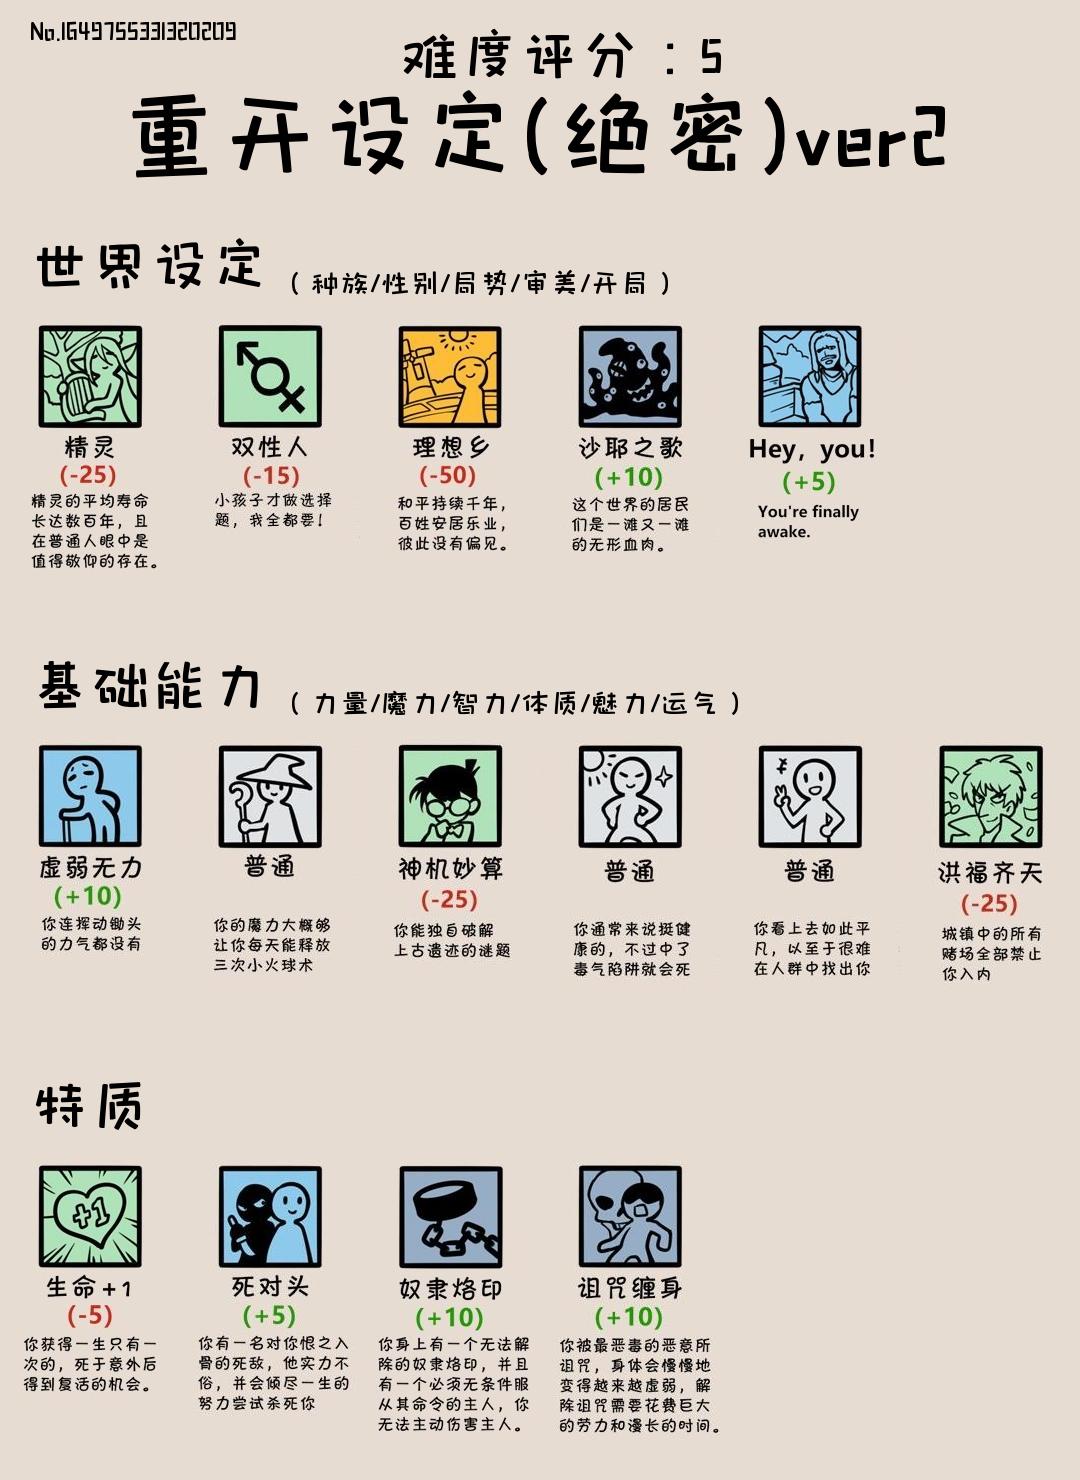 No.1649755331320209
难度评分：5
重开设定(绝密)ver2
世界设定
（种族/性别/局势/审美/开局）
精灵
(-25)
精灵的平均寿命
长达数百年，且
在普通人眼中是
值得敬仰的存在。
双性人
(-15)
小孩子才做选择
题，我全都要！
理想乡
(-50)
和平持续千年，
百姓安居乐业，
彼此没有偏见。
沙耶之歌
(+10)
这个世界的居民
们是一滩又一滩
的无形血肉。
Hey, you!
(+5)
You're finally
awake.
基础能力
（力量/魔力/智力/体质/魅力/运气）
虚弱无力
(+10)
你连挥动锄头
的力气都没有
普通
你的魔力大概够
让你每天能释放
三次小火球术
神机妙算
(-25)
你能独自破解
上古遗迹的谜题
普通
你通常来说挺健
康的，不过中了
毒气陷阱就会死
普通
你看上去如此平
凡，以至于很难
在人群中找出你
洪福齐天
(-25)
城镇中的所有
赌场全部禁止
你入内
特质
+1
生命+1
(-5)
你获得一生只有一
次的，死于意外后
得到复活的机会。
死对头
(+5)
你有一名对你恨之入
骨的死敌，他实力不
俗，并会倾尽一生的
努力尝试杀死你
奴隶烙印
(+10)
你身上有一个无法解
除的奴隶烙印，并且
有一个必须无条件服
从其命令的主人，你
无法主动伤害主人。
诅咒缠身
(+10)
你被最恶毒的恶意所
诅咒，身体会慢慢地
变得越来越虚弱，解
除诅咒需要花费巨大
的劳力和漫长的时间。